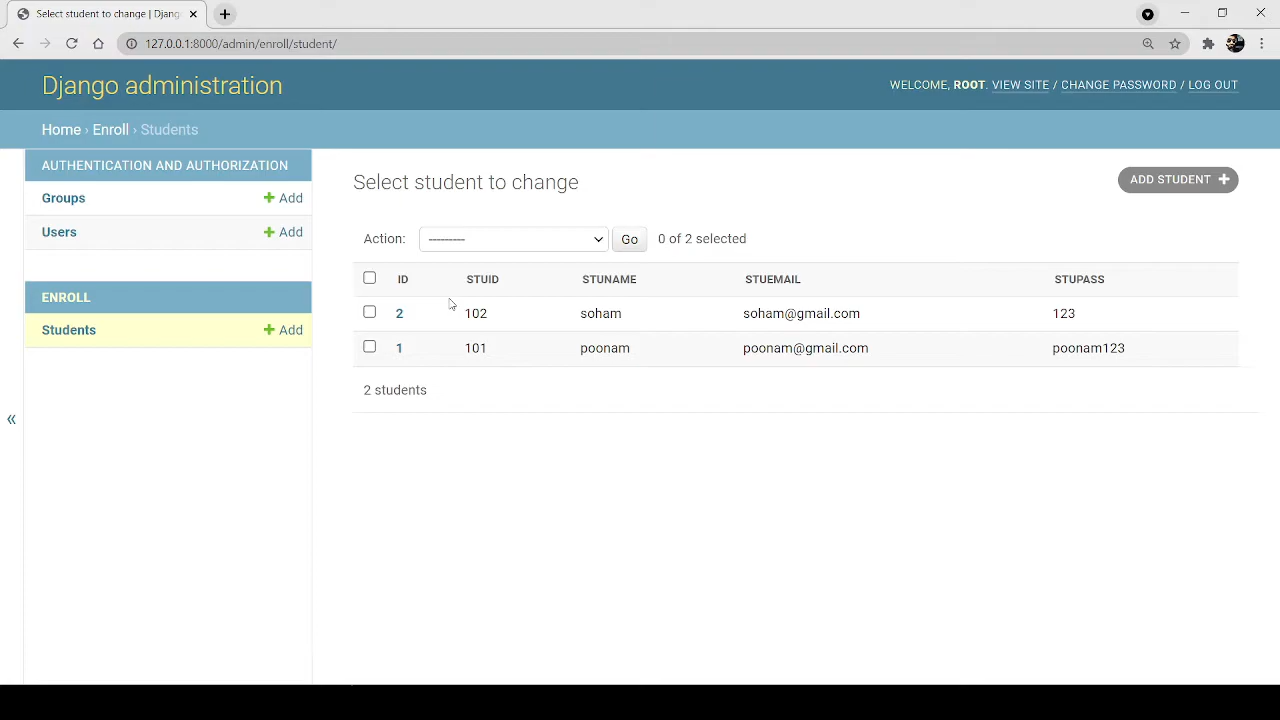 Select student to change | Djang
127.0.0.1:8000/admin/enroll/student/
Django administration
WELCOME, ROOT. VIEW SITE / CHANGE PASSWORD / LOG OUT
Home › Enroll › Students
AUTHENTICATION AND AUTHORIZATION
Groups + Add
Users + Add
ENROLL
Students + Add
«
Select student to change
ADD STUDENT +
Action: --------- Go 0 of 2 selected
ID STUID STUNAME STUEMAIL STUPASS
2 102 soham soham@gmail.com 123
1 101 poonam poonam@gmail.com poonam123
2 students